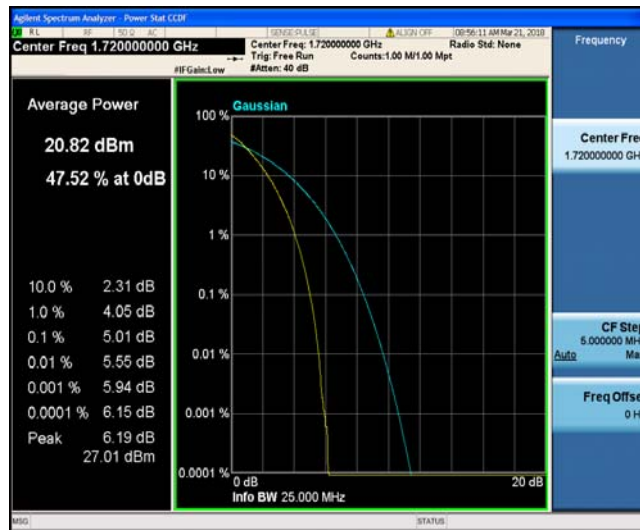 Agilent Spectrum Analyzer - Power Stat CCDF
RL RF 50 Ω AC SENSE:PULSE ALIGN OFF 08:56:11 AM Mar 21, 2018
Center Freq 1.720000000 GHz
Center Freq: 1.720000000 GHz Radio Std: None
Trig: Free Run Counts:1.00 M/1.00 Mpt
#IFGain:Low #Atten: 40 dB
Frequency
Average Power
20.82 dBm
47.52 % at 0dB
10.0 % 2.31 dB
1.0 % 4.05 dB
0.1 % 5.01 dB
0.01 % 5.55 dB
0.001 % 5.94 dB
0.0001 % 6.15 dB
Peak 6.19 dB
27.01 dBm
Gaussian
100 %
10 %
1 %
0.1 %
0.01 %
0.001 %
0.0001 %
0 dB 20 dB
Info BW 25.000 MHz
Center Fre
1.720000000 GH
CF Step
5.000000 MH
Auto Ma
Freq Offse
0 H
MSG STATUS